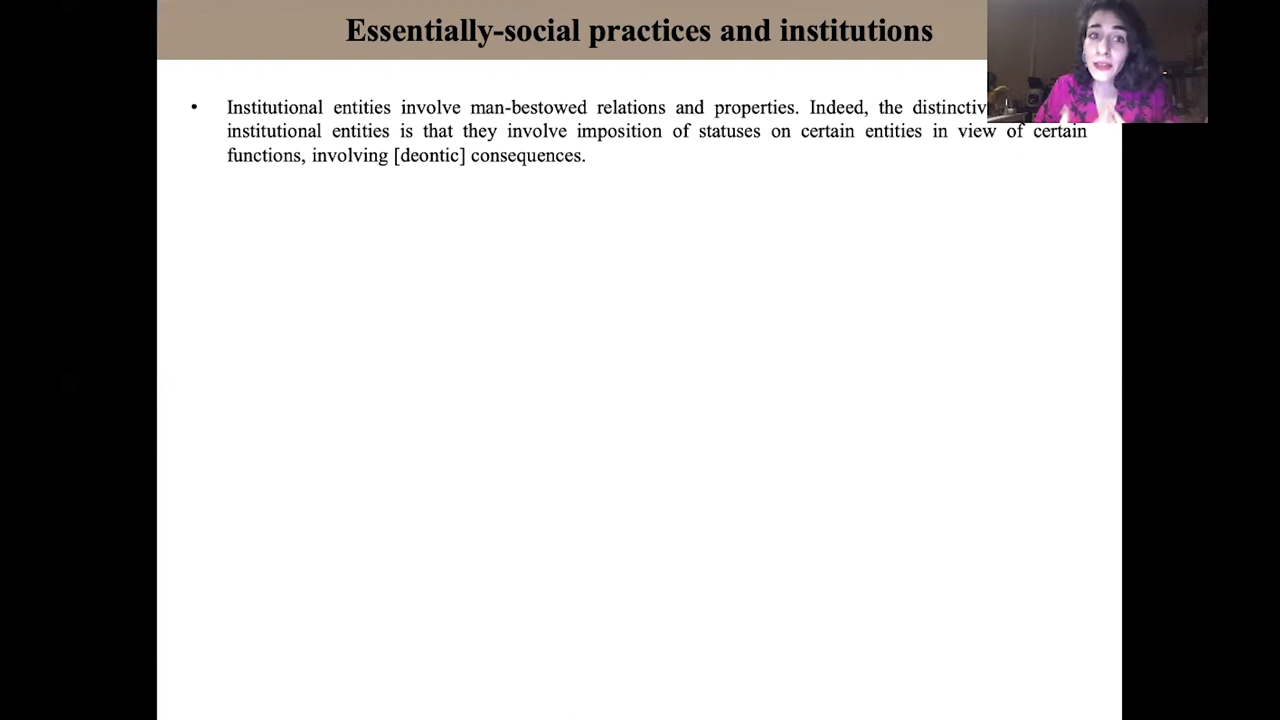 Essentially-social practices and institutions
• Institutional entities involve man-bestowed relations and properties. Indeed, the
institutional entities is that they involve imposition of statuses on certain entities in view of certain
functions, involving [deontic] consequences.